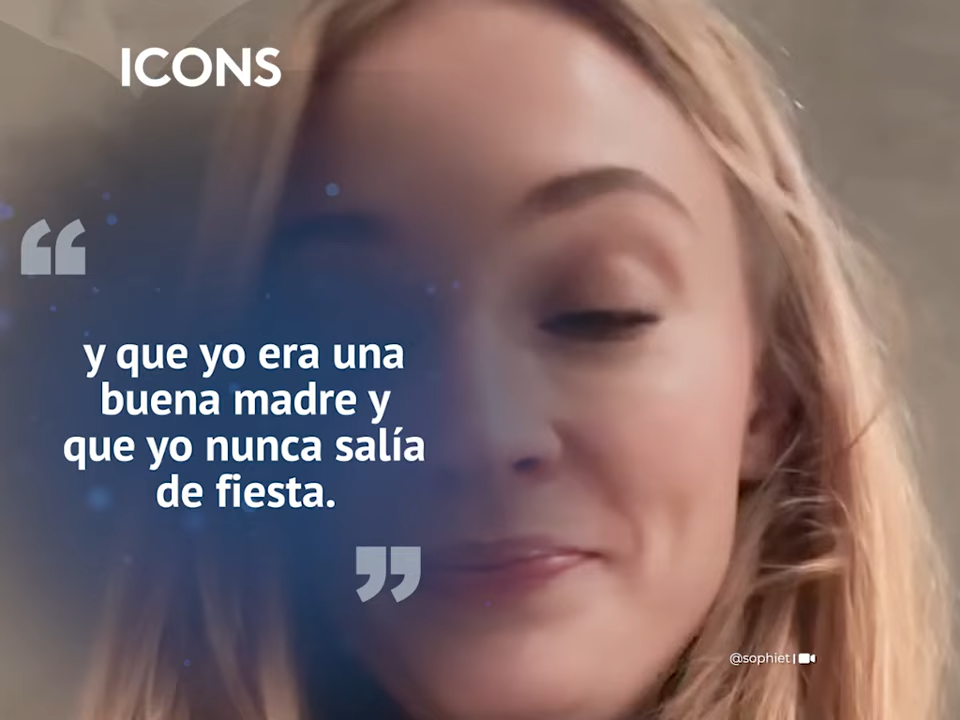 ICONS
“
y que yo era una
buena madre y
que yo nunca salía
de fiesta.
”
@sophiet |